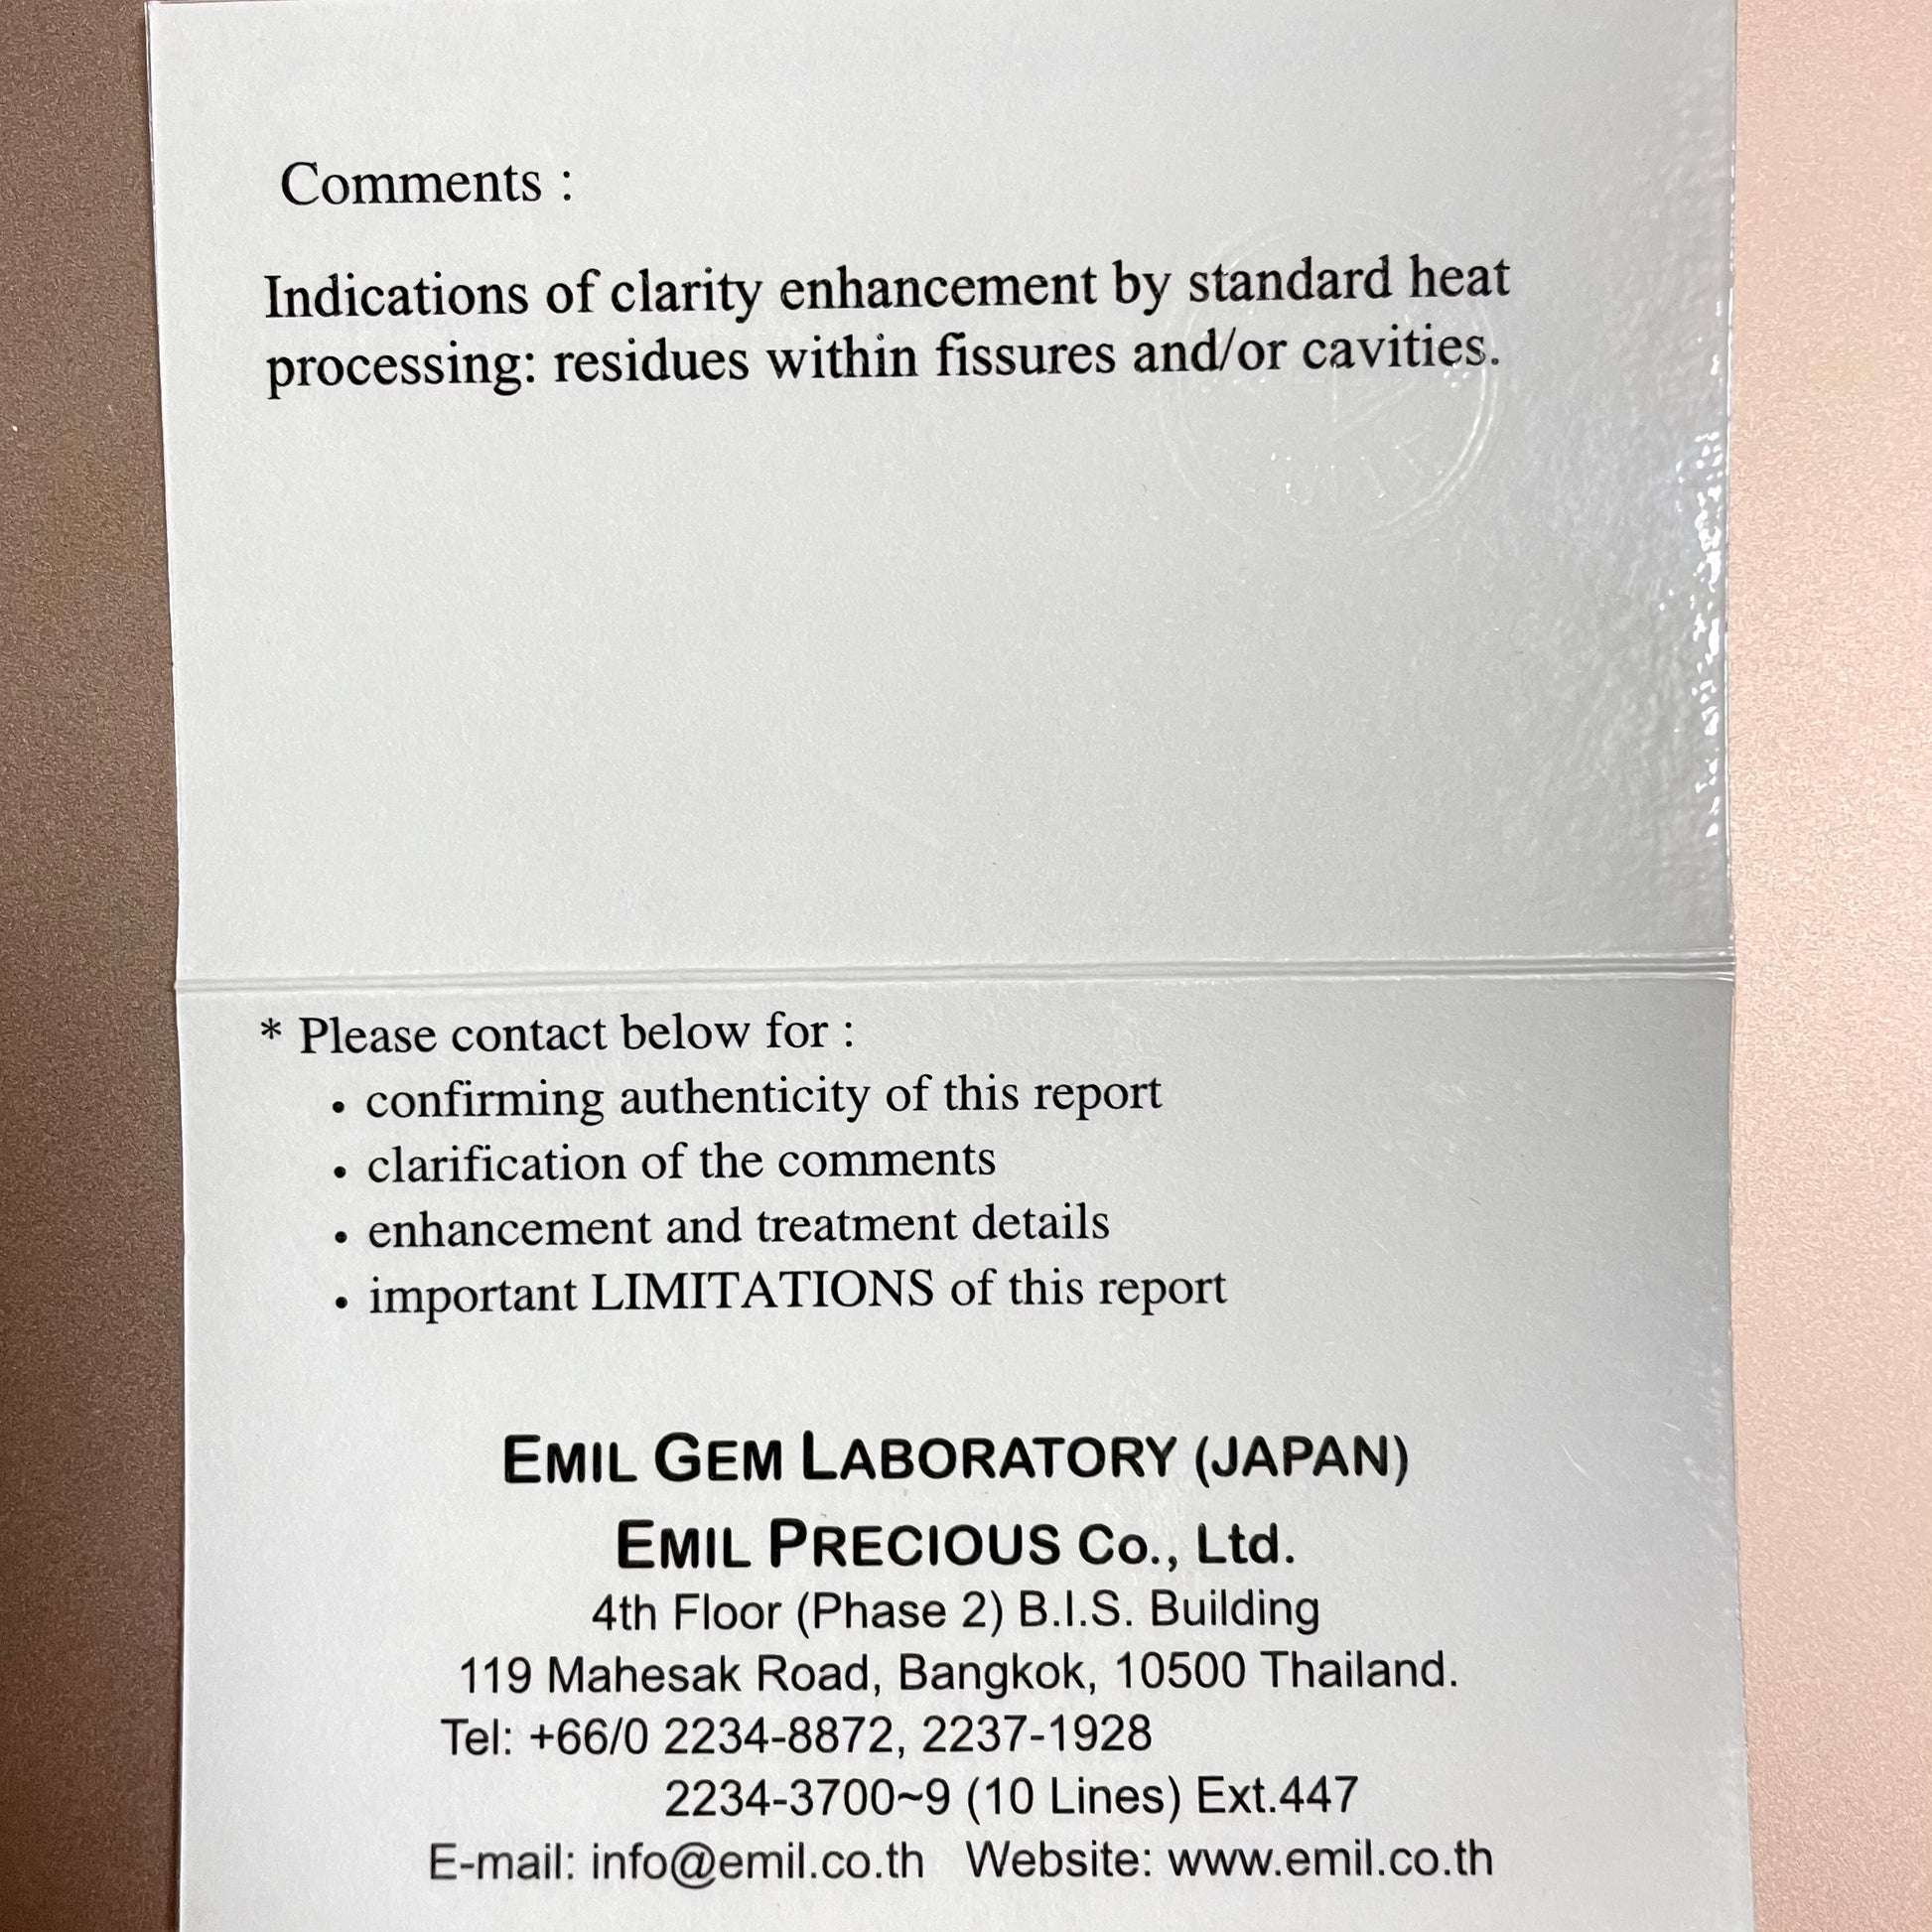 Comments :
Indications of clarity enhancement by standard heat
processing: residues within fissures and/or cavities.
* Please contact below for :
• confirming authenticity of this report
• clarification of the comments
• enhancement and treatment details
• important LIMITATIONS of this report
EMIL GEM LABORATORY (JAPAN)
EMIL PRECIOUS Co., Ltd.
4th Floor (Phase 2) B.I.S. Building
119 Mahesak Road, Bangkok, 10500 Thailand.
Tel: +66/0 2234-8872, 2237-1928
2234-3700~9 (10 Lines) Ext.447
E-mail: info@emil.co.th Website: www.emil.co.th